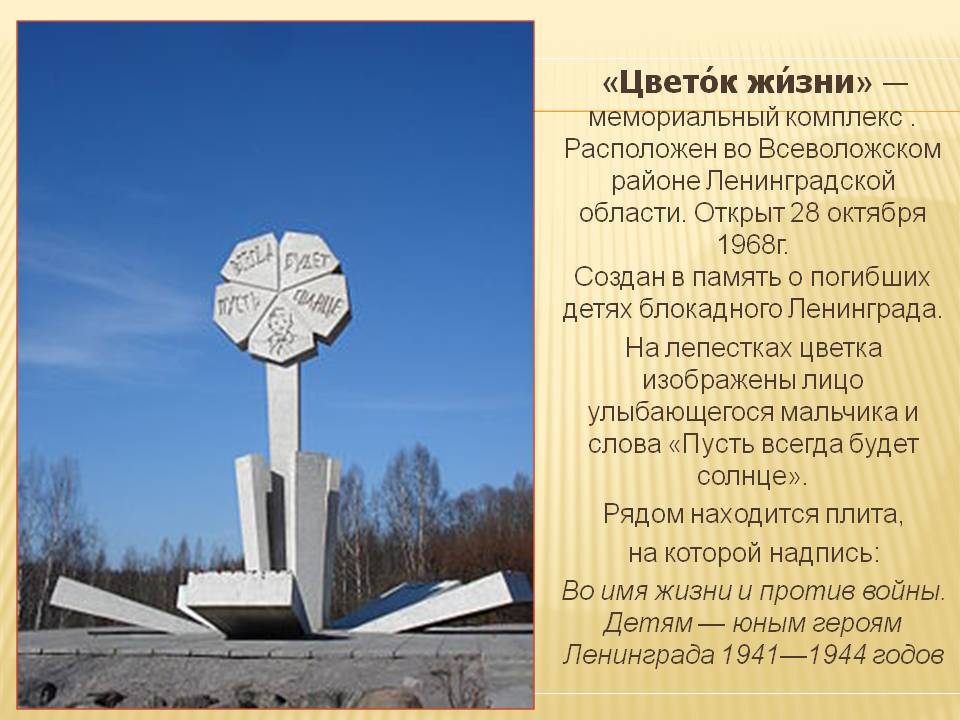 ВСЕГДА БУДЕТ
ПУСТЬ СОЛНЦЕ
«Цвето́к жи́зни» —
мемориальный комплекс .
Расположен во Всеволожском
районе Ленинградской
области. Открыт 28 октября
1968г.
Создан в память о погибших
детях блокадного Ленинграда.
На лепестках цветка
изображены лицо
улыбающегося мальчика и
слова «Пусть всегда будет
солнце».
Рядом находится плита,
на которой надпись:
Во имя жизни и против войны.
Детям — юным героям
Ленинграда 1941—1944 годов